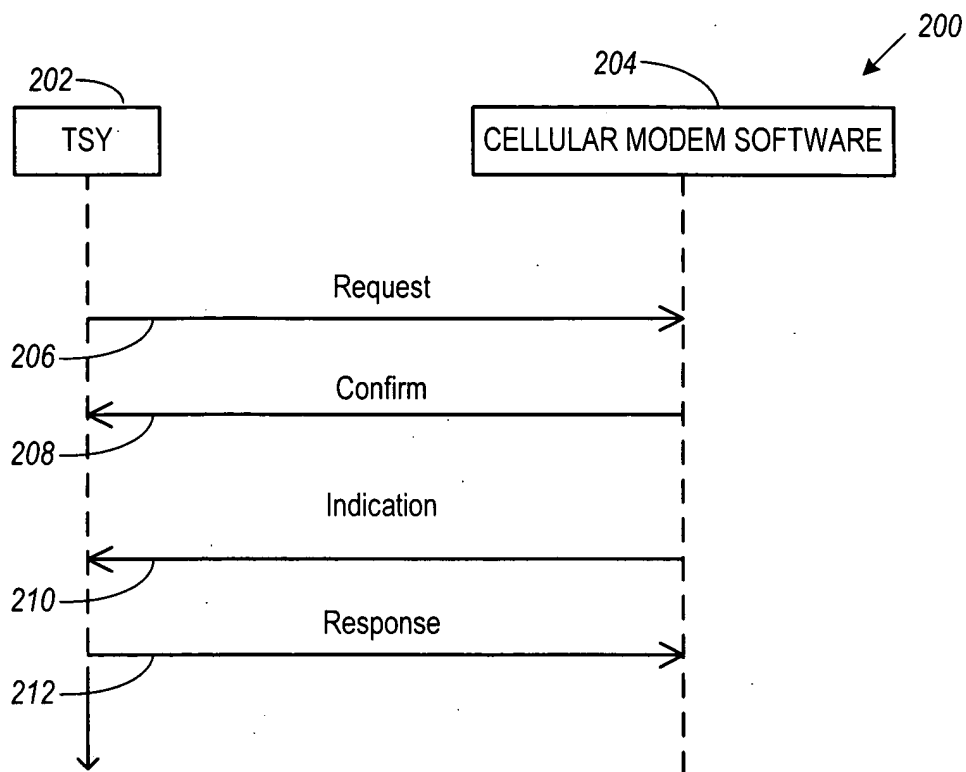 200
202
204
TSY
CELLULAR MODEM SOFTWARE
Request
206
Confirm
208
Indication
210
Response
212